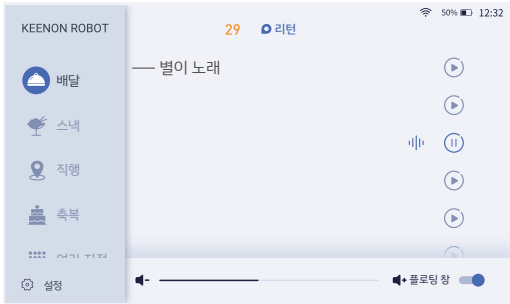 50% 12:32
KEENON ROBOT
29 리턴
배달
별이 노래
스낵
직행
축복
설정
플로팅 창